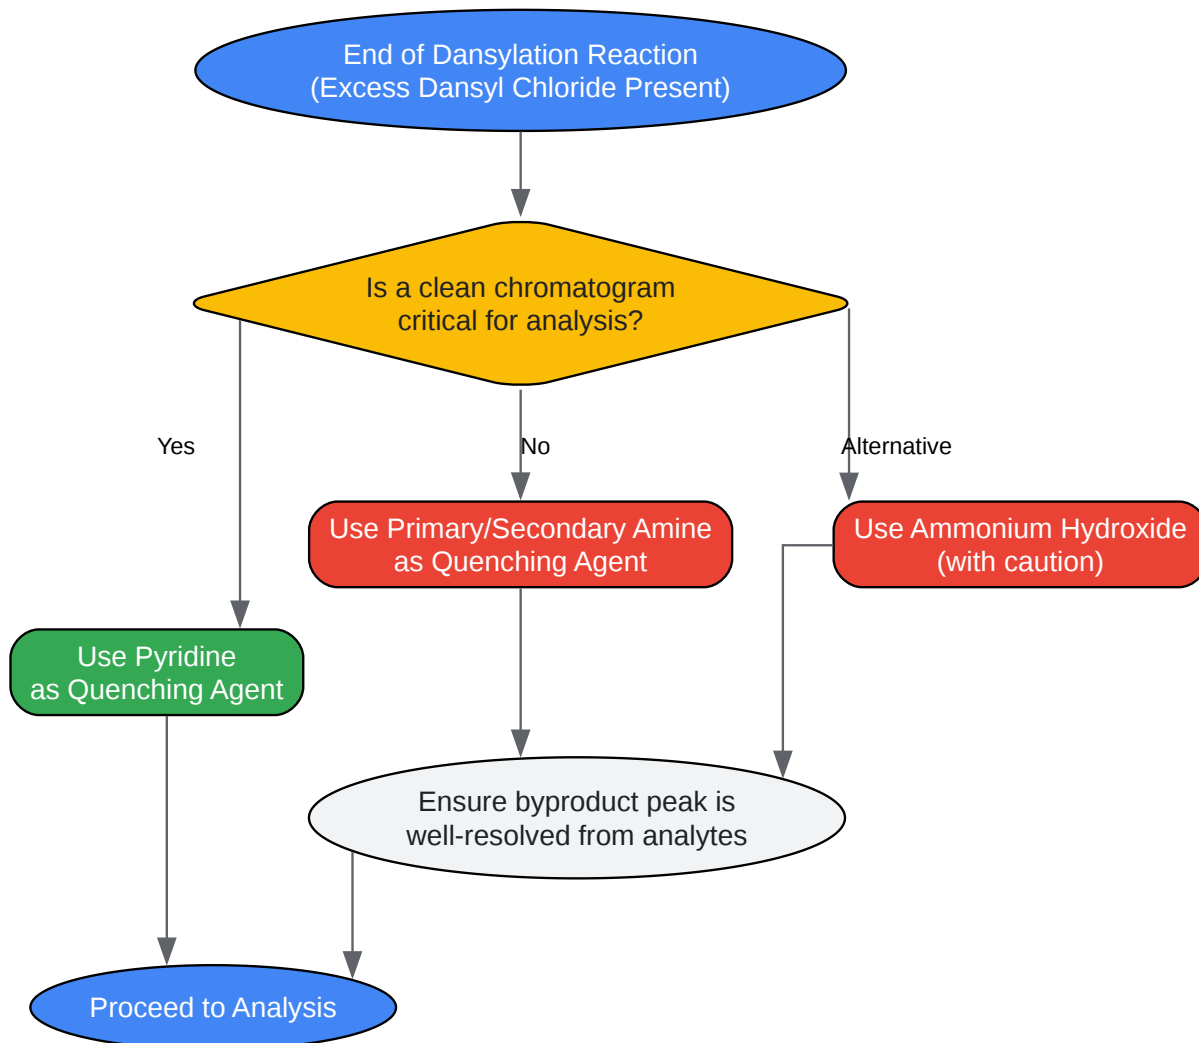 End of Dansylation Reaction
(Excess Dansyl Chloride Present)
Is a clean chromatogram
critical for analysis?
Yes
No
Alternative
Use Primary/Secondary Amine
as Quenching Agent
Use Ammonium Hydroxide
(with caution)
Use Pyridine
as Quenching Agent
Ensure byproduct peak is
well-resolved from analytes
Proceed to Analysis